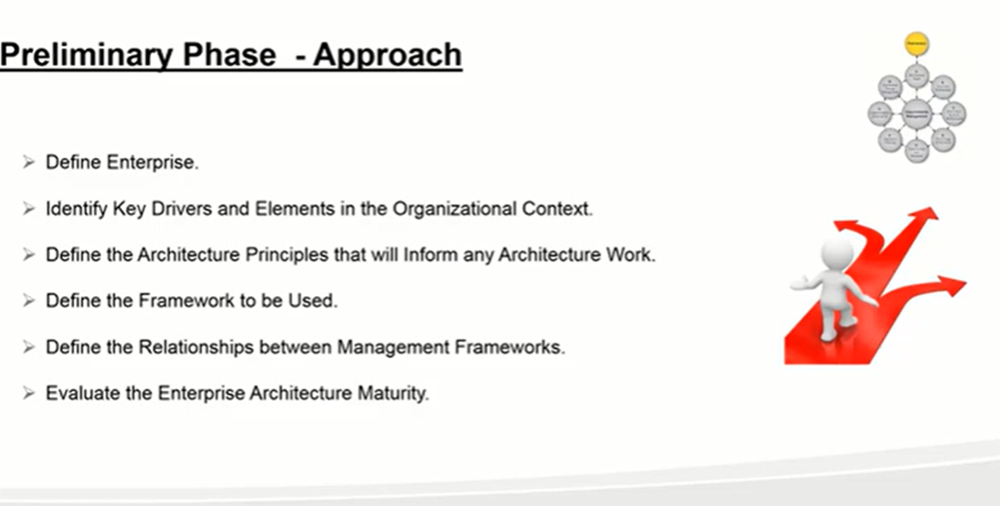 Preliminary Phase - Approach
Define Enterprise.
Identify Key Drivers and Elements in the Organizational Context.
Define the Architecture Principles that will Inform any Architecture Work.
Define the Framework to be Used.
Define the Relationships between Management Frameworks.
Evaluate the Enterprise Architecture Maturity.